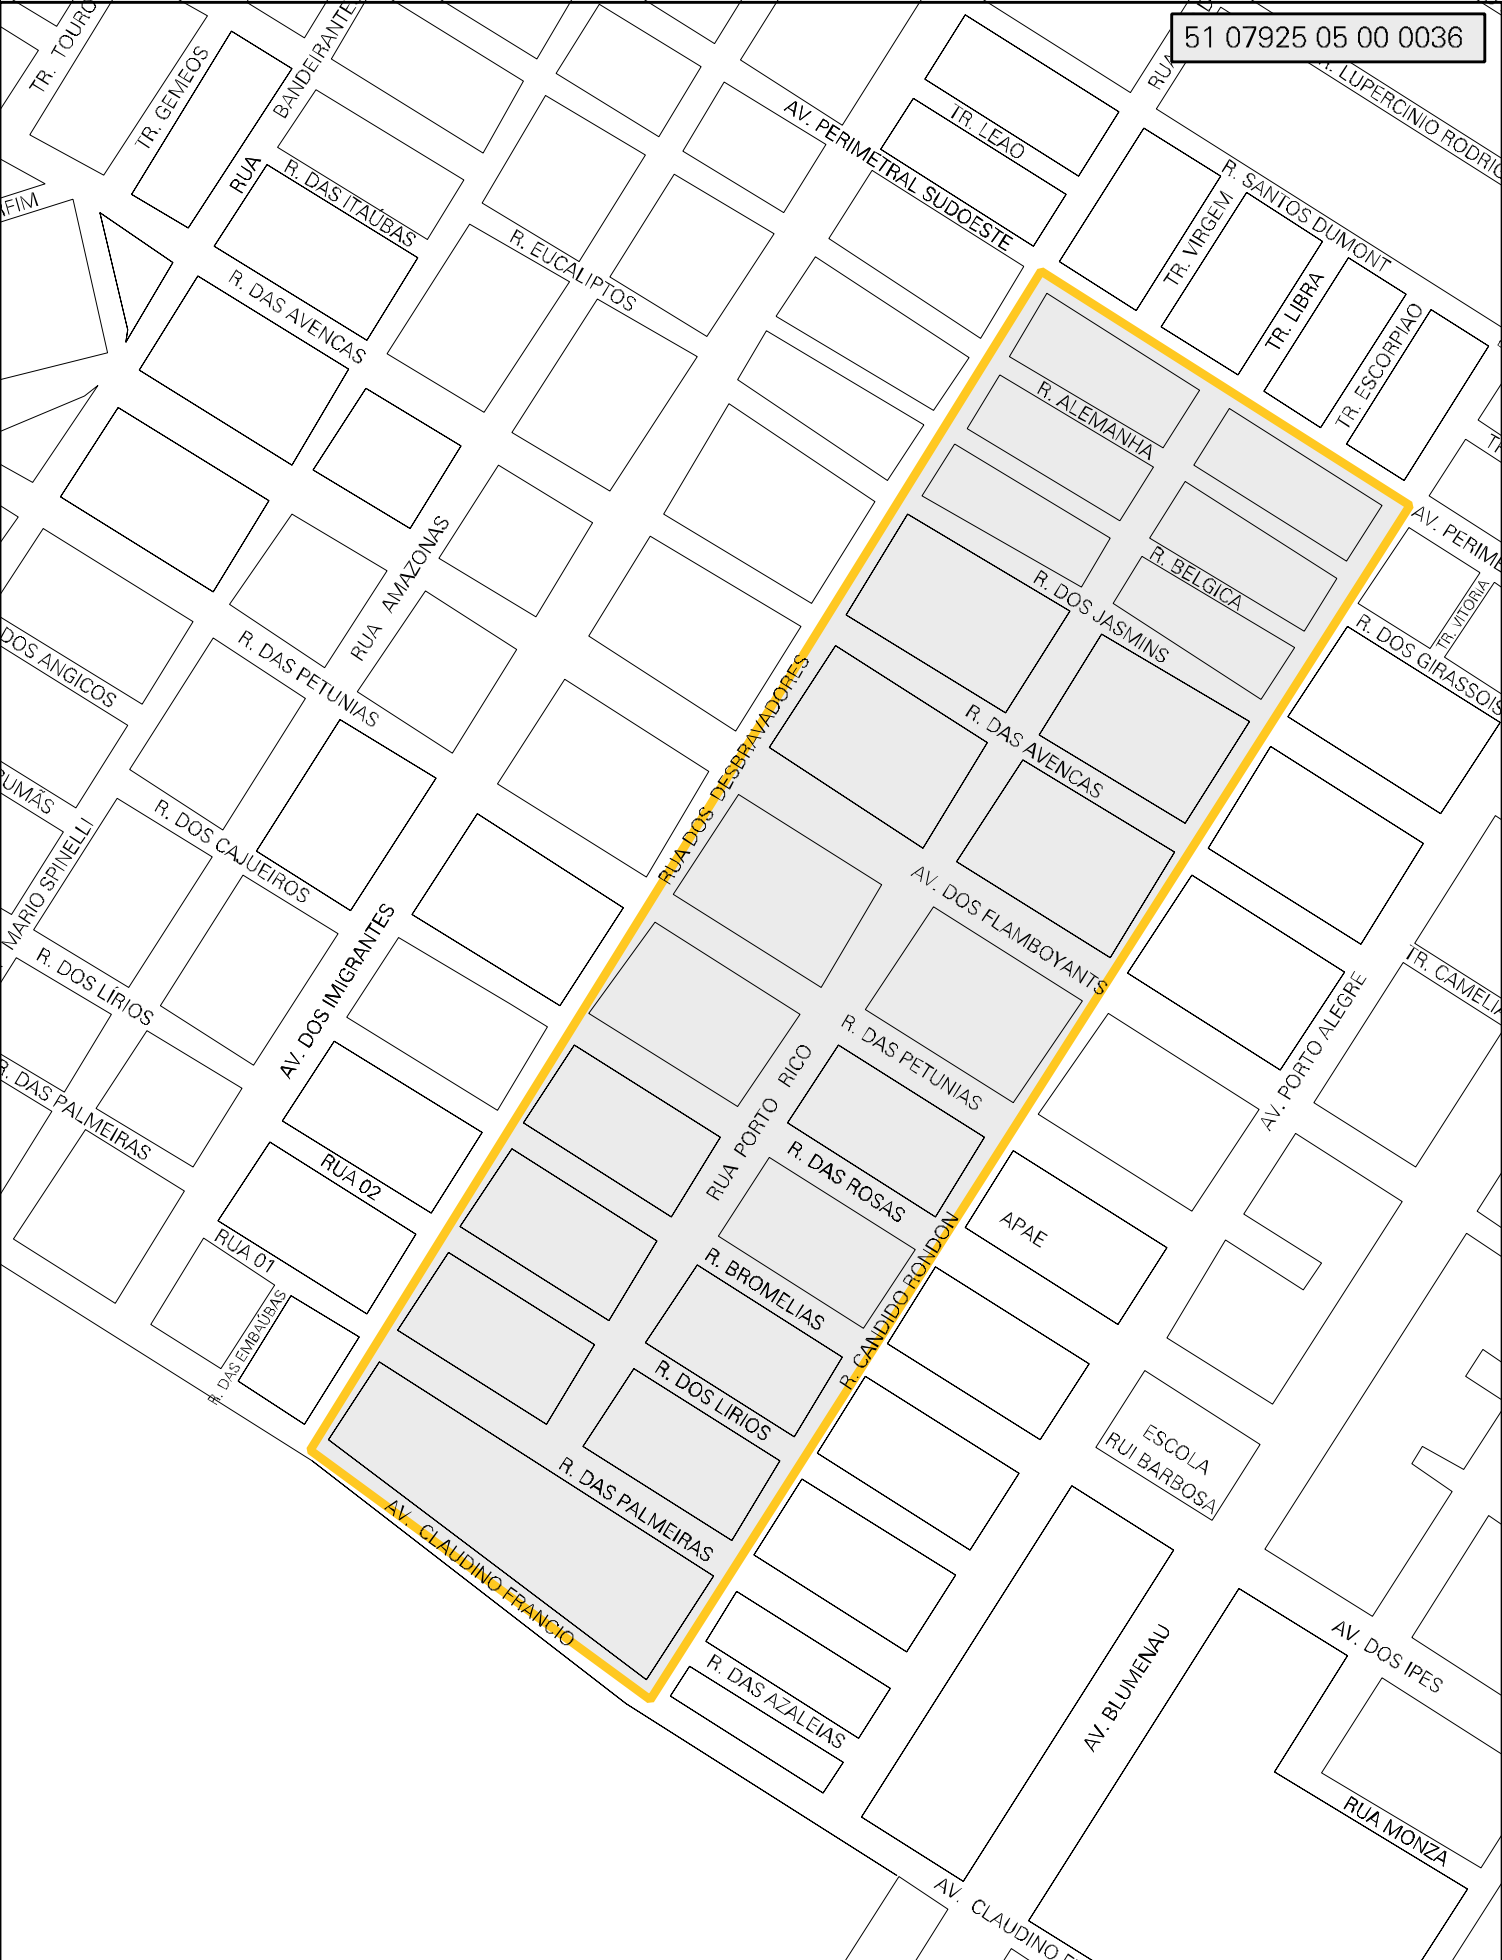 51 07925 05 00 0036
TR. TOURO
TR. GEMEOS
BANDEIRANTE
RUA
R. LUPERCINIO RODRIG
RUA
AV. PERIMETRAL SUDOESTE
TR. LEAO
R. SANTOS DUMONT
TR. VIRGEM
TR. LIBRA
TR. ESCORPIAO
R. DAS ITAÚBAS
R. EUCALIPTOS
R. DAS AVENCAS
R. ALEMANHA
AV. PERIME
R. BELGICA
R. DOS JASMINS
TR. VITORIA
R. DOS GIRASSOIS
RUA AMAZONAS
DOS ANGICOS
R. DAS PETUNIAS
RUA DOS DESBRAVADORES
R. DAS AVENCAS
UMÃS
R. DOS CAJUEIROS
MARIO SPINELLI
AV. DOS FLAMBOYANTS
TR. CAMELIA
R. DOS LÍRIOS
AV. DOS IMIGRANTES
R. DAS PETUNIAS
AV. PORTO ALEGRE
RUA PORTO RICO
R. DAS PALMEIRAS
RUA 02
R. DAS ROSAS
APAE
RUA 01
R. BROMELIAS
R. CANDIDO RONDON
R. DAS EMBAÚBAS
R. DOS LIRIOS
ESCOLA
RUI BARBOSA
R. DAS PALMEIRAS
AV. CLAUDINO FRANCIO
R. DAS AZALEIAS
AV. BLUMENAU
AV. DOS IPES
RUA MONZA
AV. CLAUDINO F